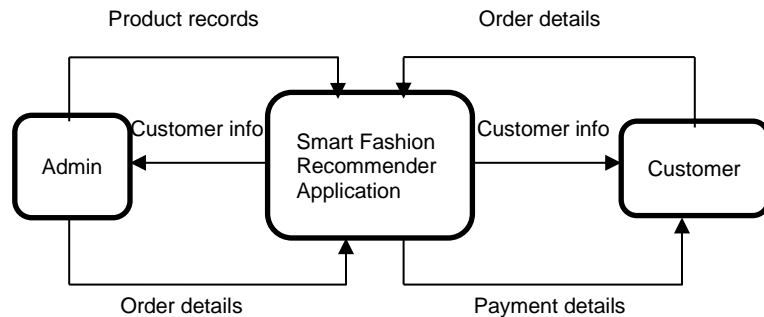 Product records
Order details
Customer info
Customer info
Admin
Smart Fashion
Recommender
Application
Customer
Order details
Payment details